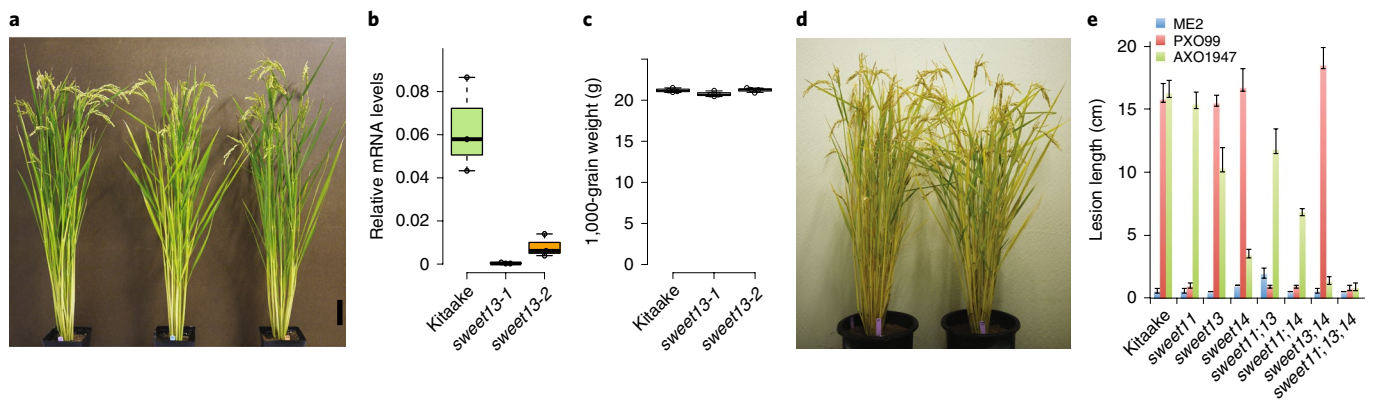 a
b
Relative mRNA levels
0.08
0.06
0.04
0.02
0
Kitaake
sweet13-1
sweet13-2
c
1,000-grain weight (g)
20
15
10
5
0
Kitaake
sweet13-1
sweet13-2
d
e
ME2
PXO99
AXO1947
Lesion length (cm)
20
15
10
5
0
Kitaake
sweet11
sweet13
sweet14
sweet11;13
sweet11;14
sweet13;14
sweet11;13;14